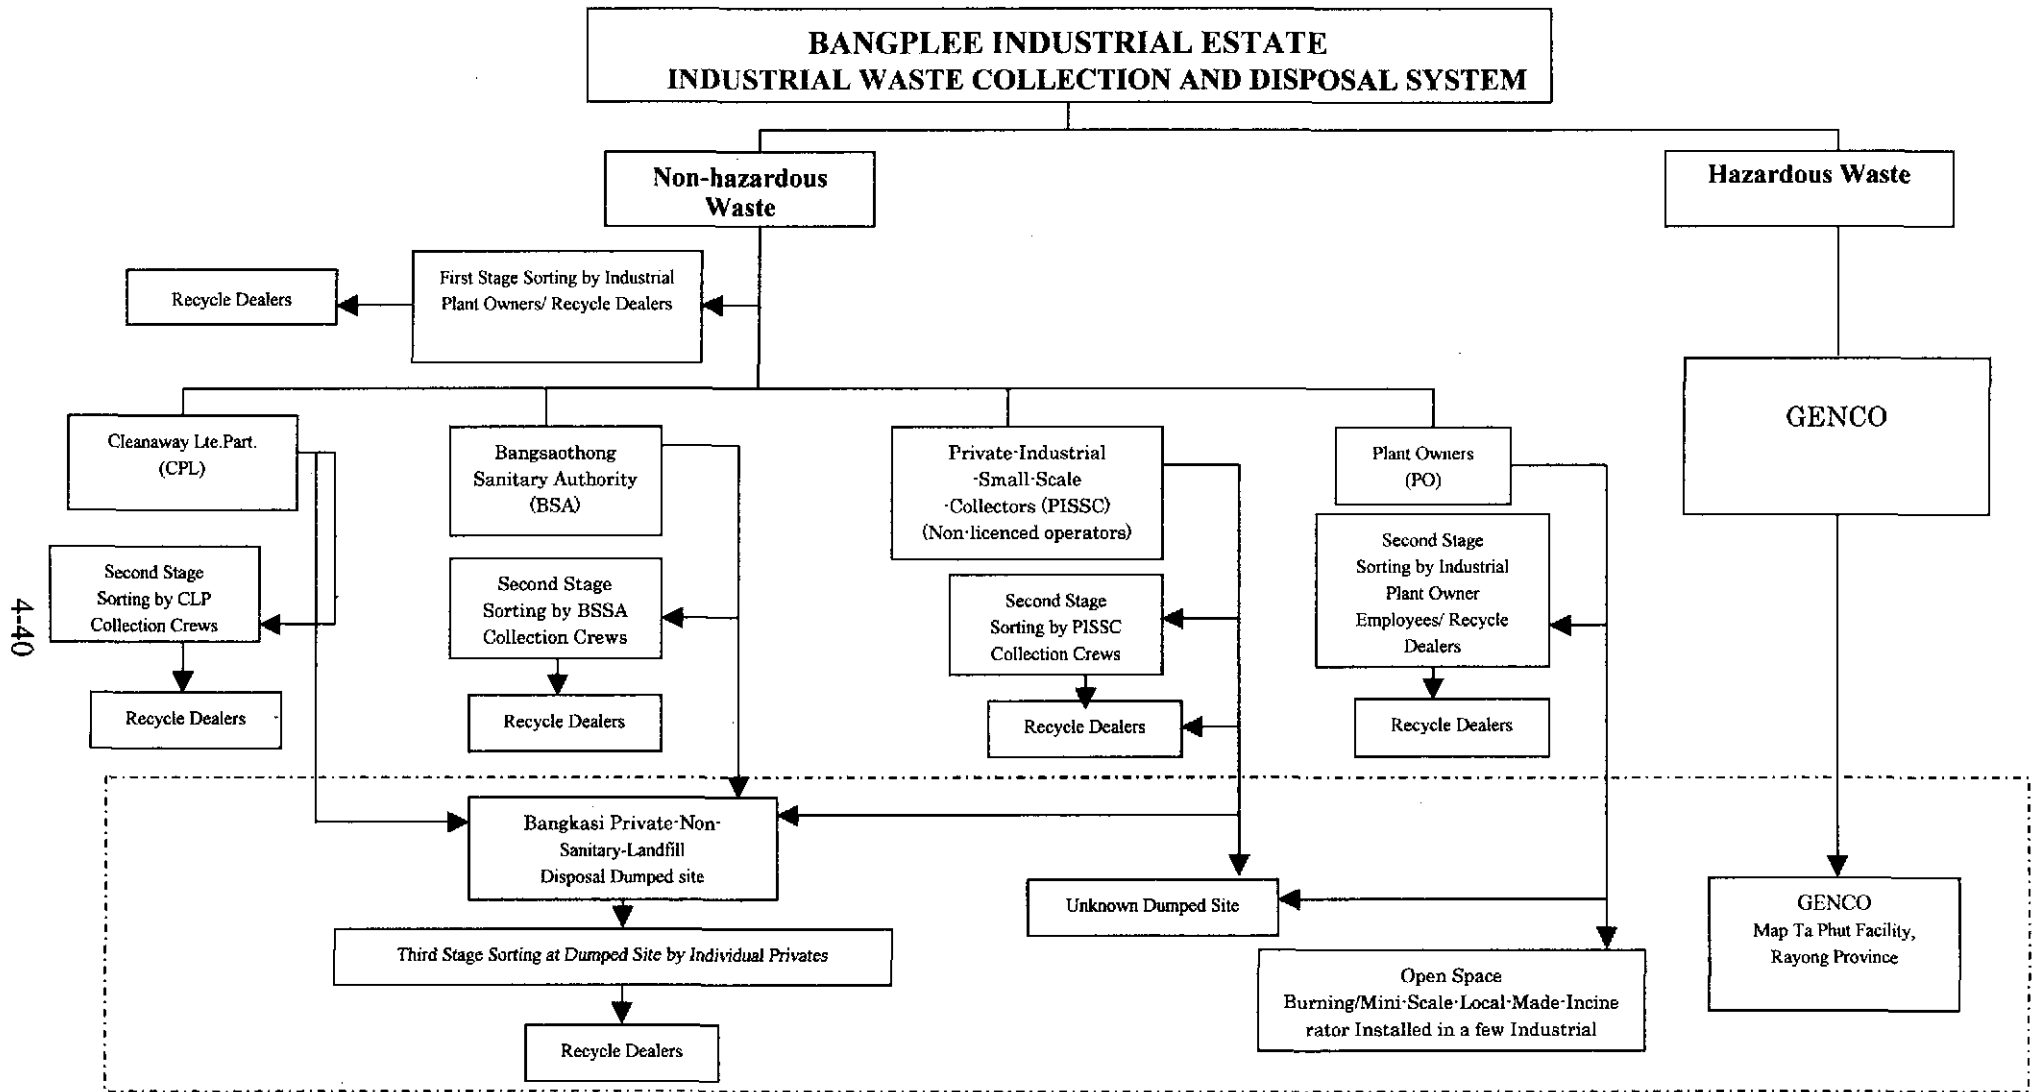 BANGPLEE INDUSTRIAL ESTATE
INDUSTRIAL WASTE COLLECTION AND DISPOSAL SYSTEM
Non-hazardous
Waste
Hazardous Waste
First Stage Sorting by Industrial
Plant Owners/ Recycle Dealers
Recycle Dealers
Cleanaway Lte.Part.
(CPL)
Bangsaothong
Sanitary Authority
(BSA)
Private-Industrial
-Small-Scale
-Collectors (PISSC)
(Non-licenced operators)
Plant Owners
(PO)
GENCO
Second Stage
Sorting by CLP
Collection Crews
Second Stage
Sorting by BSSA
Collection Crews
Second Stage
Sorting by PISSC
Collection Crews
Second Stage
Sorting by Industrial
Plant Owner
Employees/ Recycle
Dealers
Recycle Dealers
Recycle Dealers
Recycle Dealers
Recycle Dealers
Bangkasi Private-Non-
Sanitary-Landfill
Disposal Dumped site
Unknown Dumped Site
GENCO
Map Ta Phut Facility,
Rayong Province
Third Stage Sorting at Dumped Site by Individual Privates
Open Space
Burning/Mini-Scale-Local-Made-Incine
rator Installed in a few Industrial
Recycle Dealers
4-40